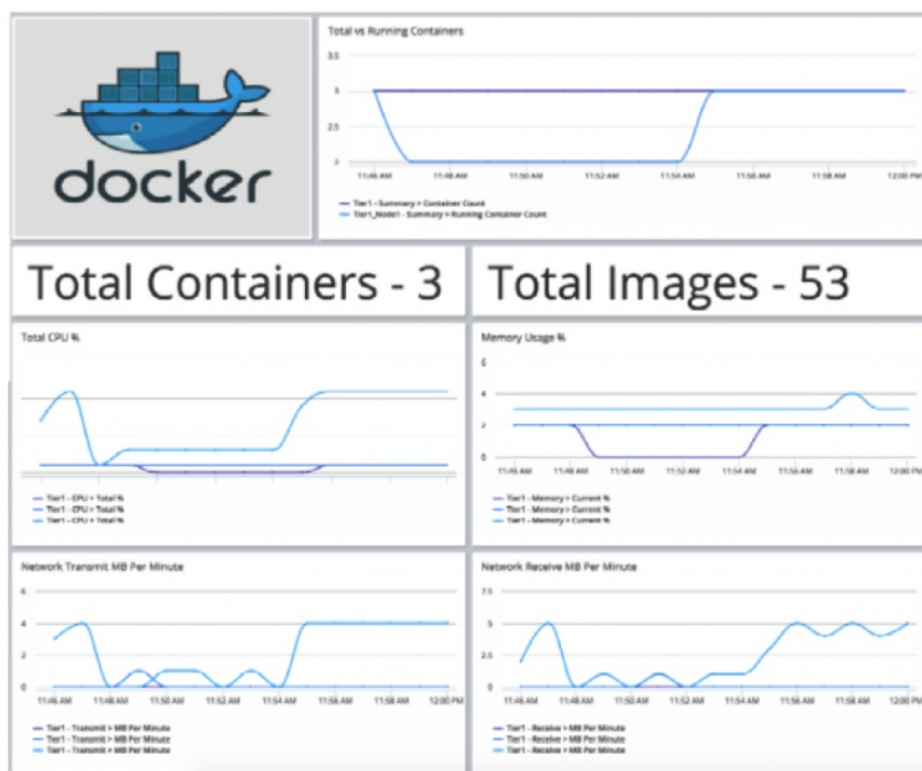 docker
Total vs Running Containers
3.5
3
2.5
2
11:46 AM 11:48 AM 11:50 AM 11:52 AM 11:54 AM 11:56 AM 11:58 AM 12:00 PM
Tier1 - Summary > Container Count
Tier1_Node1 - Summary > Running Container Count
Total Containers - 3
Total Images - 53
Total CPU %
Tier1 - CPU > Total %
Tier1 - CPU > Total %
Tier1 - CPU > Total %
Memory Usage %
6
4
2
0
11:46 AM 11:48 AM 11:50 AM 11:52 AM 11:54 AM 11:56 AM 11:58 AM 12:00 PM
Tier1 - Memory > Current %
Tier1 - Memory > Current %
Tier1 - Memory > Current %
Network Transmit MB Per Minute
6
4
2
0
11:46 AM 11:48 AM 11:50 AM 11:52 AM 11:54 AM 11:56 AM 11:58 AM 12:00 PM
Tier1 - Transmit > MB Per Minute
Tier1 - Transmit > MB Per Minute
Tier1 - Transmit > MB Per Minute
Network Receive MB Per Minute
7.5
5
2.5
0
11:46 AM 11:48 AM 11:50 AM 11:52 AM 11:54 AM 11:56 AM 11:58 AM 12:00 PM
Tier1 - Receive > MB Per Minute
Tier1 - Receive > MB Per Minute
Tier1 - Receive > MB Per Minute